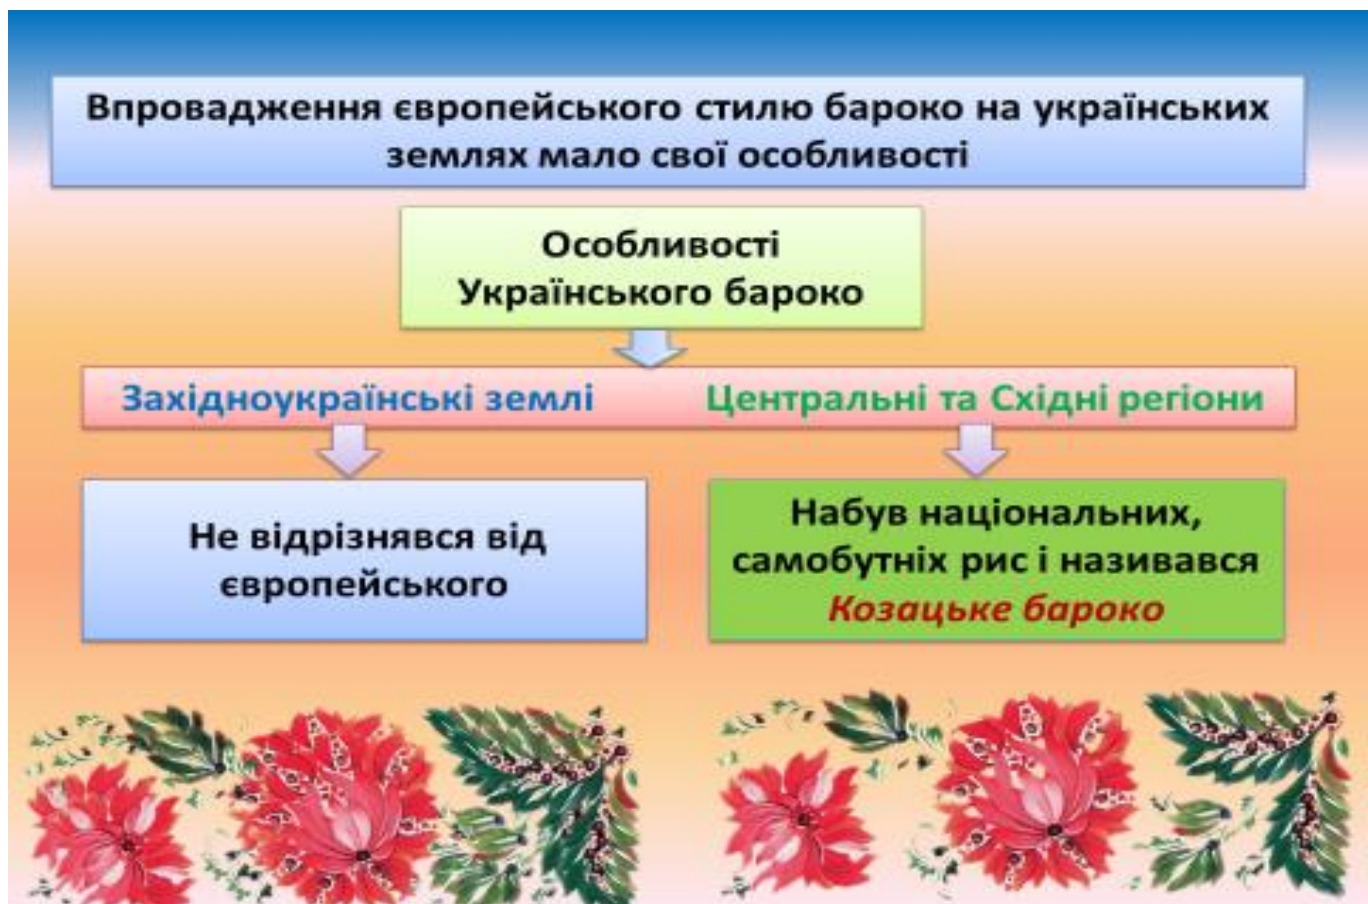 Впровадження європейського стилю бароко на українських
землях мало свої особливості
Особливості
Українського бароко
Західноукраїнські землі
Центральні та Східні регіони
Не відрізнявся від
європейського
Набув національних,
самобутніх рис і називався
Козацьке бароко